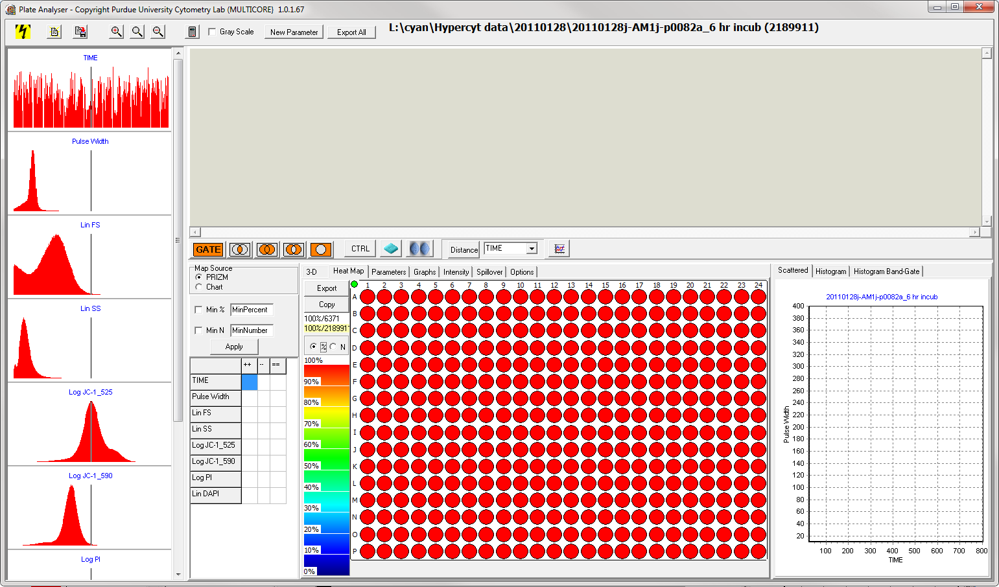 Plate Analyser - Copyright Purdue University Cytometry Lab (MULTICORE) 1.0.1.67
Gray Scale
New Parameter
Export All
L:\cyan\Hypercyt data\20110128\20110128j-AM1j-p0082a_6 hr incub (2189911)
TIME
Pulse Width
Lin FS
Lin SS
Log JC-1_525
Log JC-1_590
Log PI
GATE
CTRL
Distance
TIME
Map Source
PRIZM
Chart
Min %
MinPercent
Min N
MinNumber
Apply
++ -- ==
TIME
Pulse Width
Lin FS
Lin SS
Log JC-1_525
Log JC-1_590
Log PI
Lin DAPI
3-D Heat Map Parameters Graphs Intensity Spillover Options
Export
Copy
100%/6371
100%/2189911
% N
100%
90%
80%
70%
60%
50%
40%
30%
20%
10%
0%
1 2 3 4 5 6 7 8 9 10 11 12 13 14 15 16 17 18 19 20 21 22 23 24
A
B
C
D
E
F
G
H
I
J
K
L
M
N
O
P
Scattered Histogram Histogram Band-Gate
20110128j-AM1j-p0082a_6 hr incub
400
380
360
340
320
300
280
260
240
220
200
180
160
140
120
100
80
60
40
20
Pulse Width
100 200 300 400 500 600 700 800
TIME